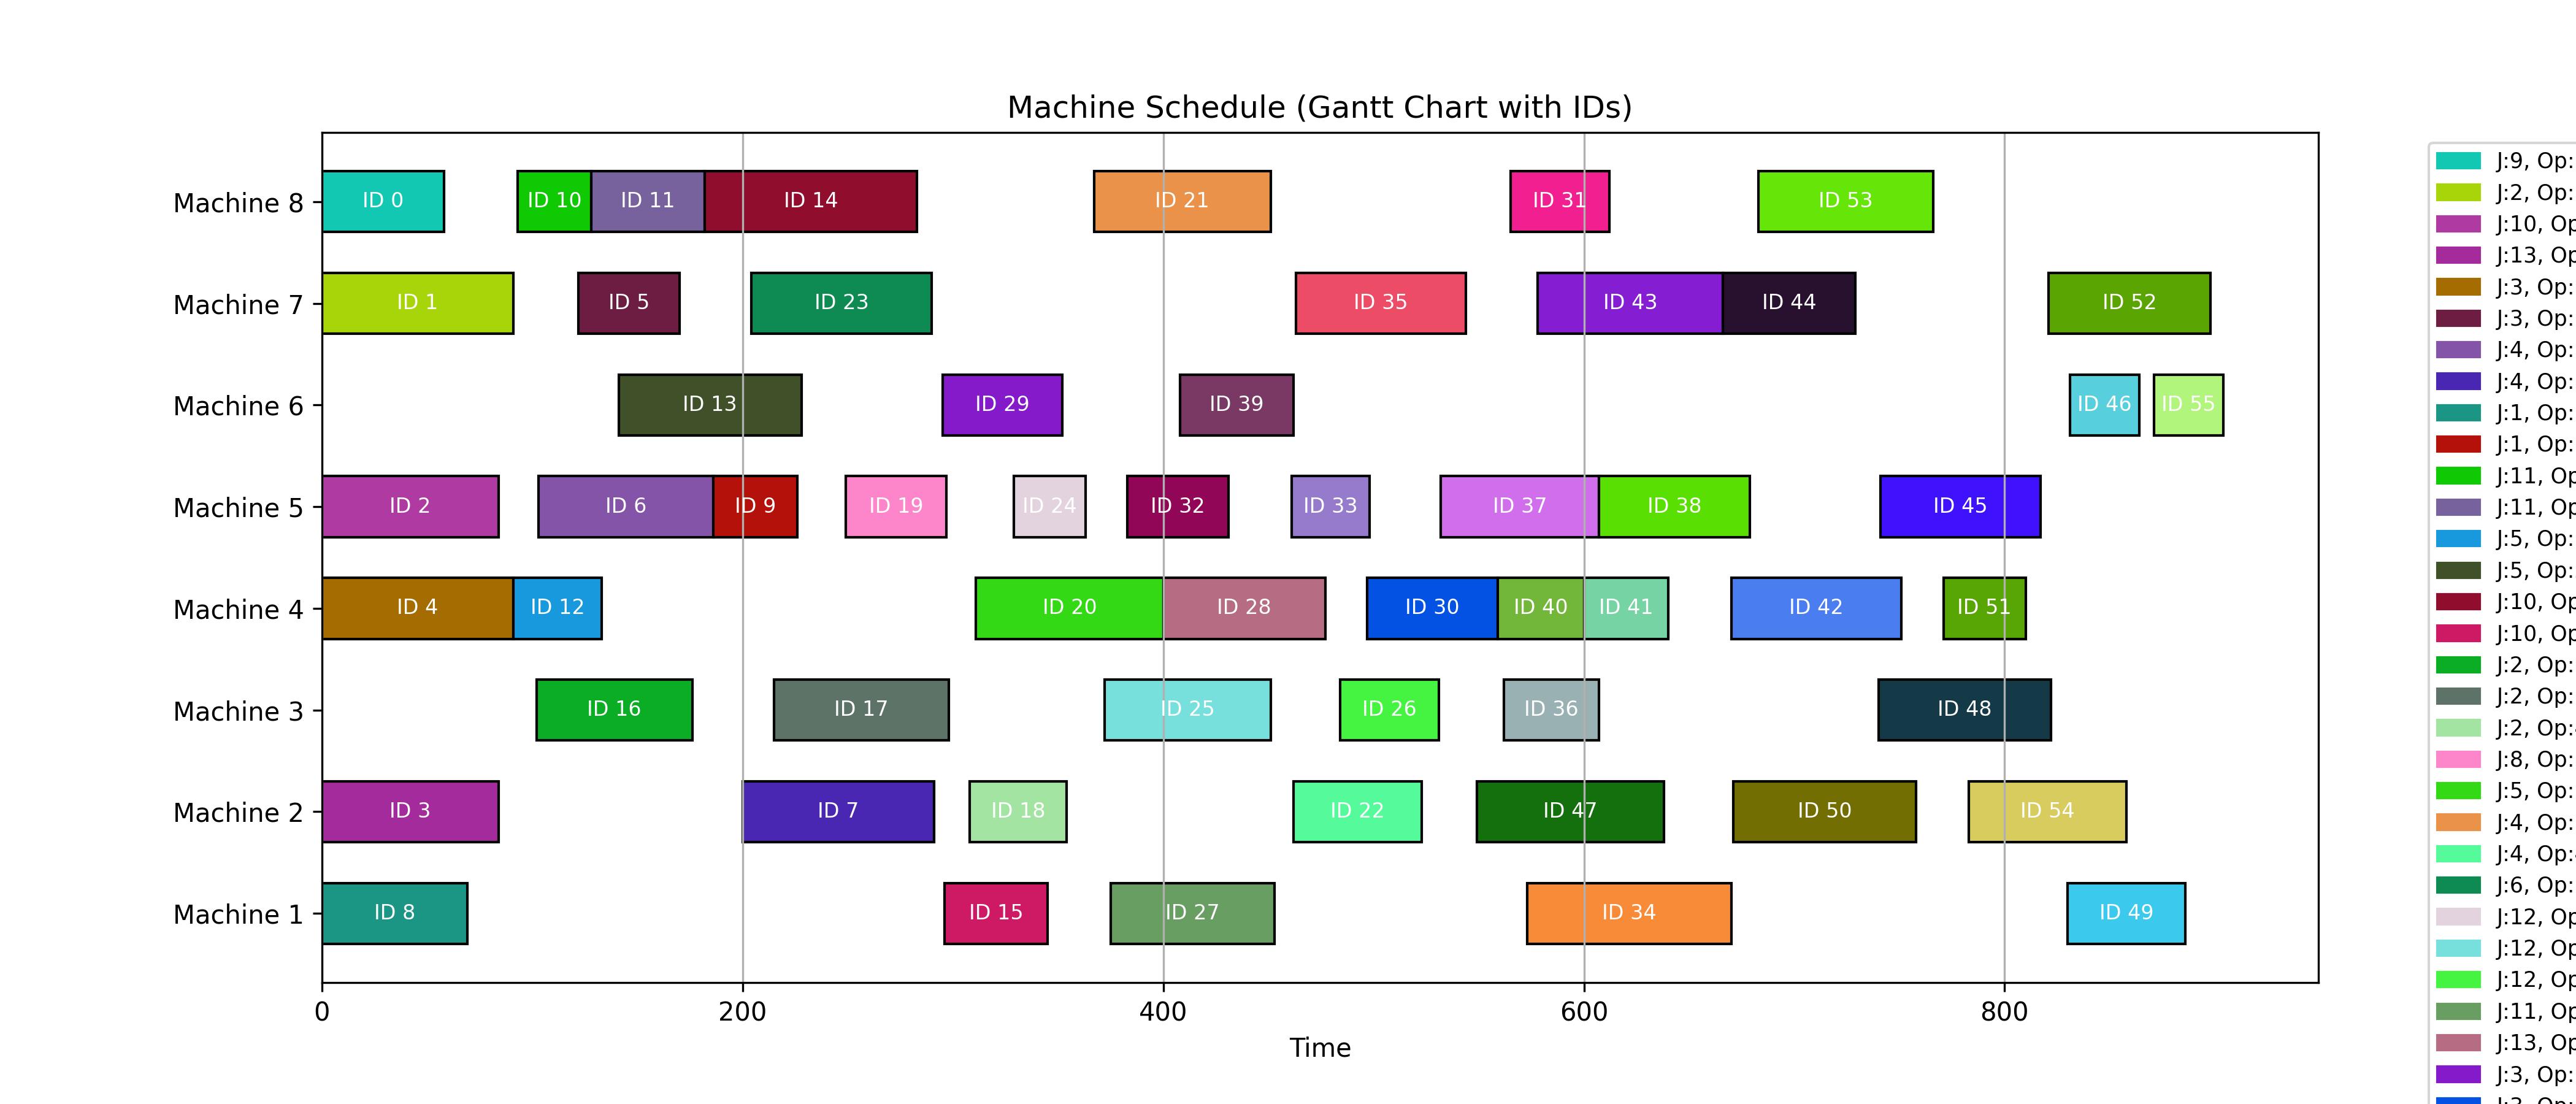 Machine Schedule (Gantt Chart with IDs)
Machine 8
ID 0 ID 10 ID 11 ID 14 ID 21 ID 31 ID 53
Machine 7
ID 1 ID 5 ID 23 ID 35 ID 43 ID 44 ID 52
Machine 6
ID 13 ID 29 ID 39 ID 46 ID 55
Machine 5
ID 2 ID 6 ID 9 ID 19 ID 24 ID 32 ID 33 ID 37 ID 38 ID 45
Machine 4
ID 4 ID 12 ID 20 ID 28 ID 30 ID 40 ID 41 ID 42 ID 51
Machine 3
ID 16 ID 17 ID 25 ID 26 ID 36 ID 48
Machine 2
ID 3 ID 7 ID 18 ID 22 ID 47 ID 50 ID 54
Machine 1
ID 8 ID 15 ID 27 ID 34 ID 49
0 200 400 600 800
Time
J:9, Op:
J:2, Op:
J:10, Op
J:13, Op
J:3, Op:
J:3, Op:
J:4, Op:
J:4, Op:
J:1, Op:
J:1, Op:
J:11, Op
J:11, Op
J:5, Op:
J:5, Op:
J:10, Op
J:10, Op
J:2, Op:
J:2, Op:
J:2, Op:
J:8, Op:
J:5, Op:
J:4, Op:
J:4, Op:
J:6, Op:
J:12, Op
J:12, Op
J:12, Op
J:11, Op
J:13, Op
J:3, Op: